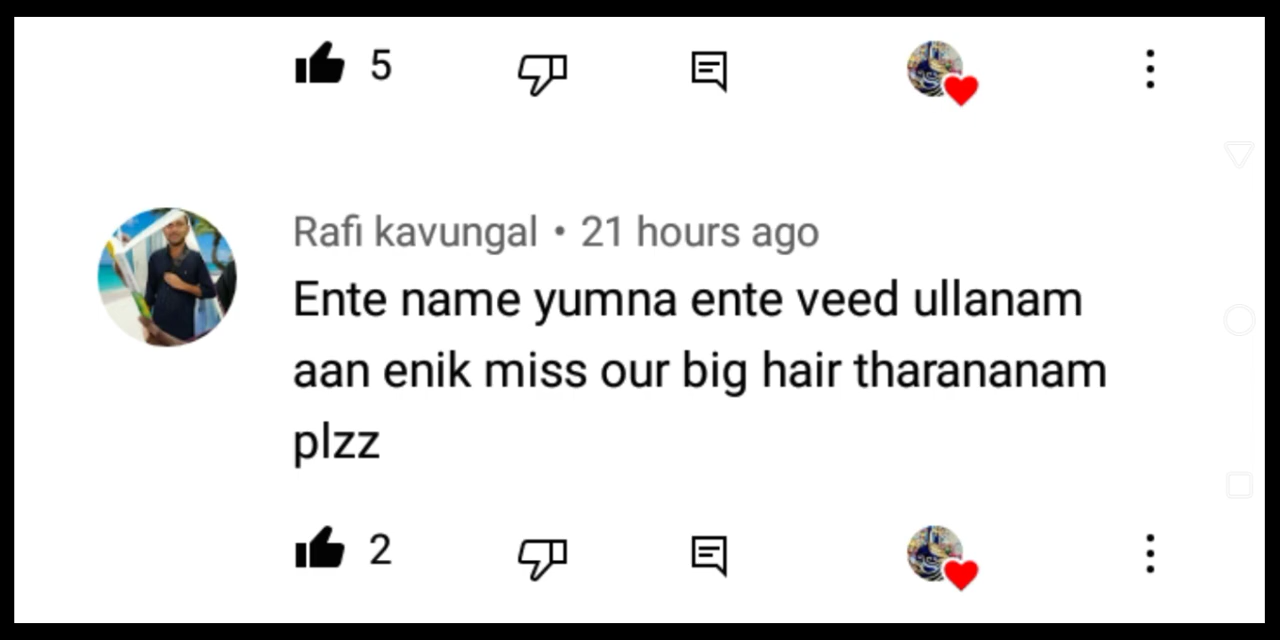 5
Rafi kavungal • 21 hours ago
Ente name yumna ente veed ullanam
aan enik miss our big hair tharananam
plzz
2